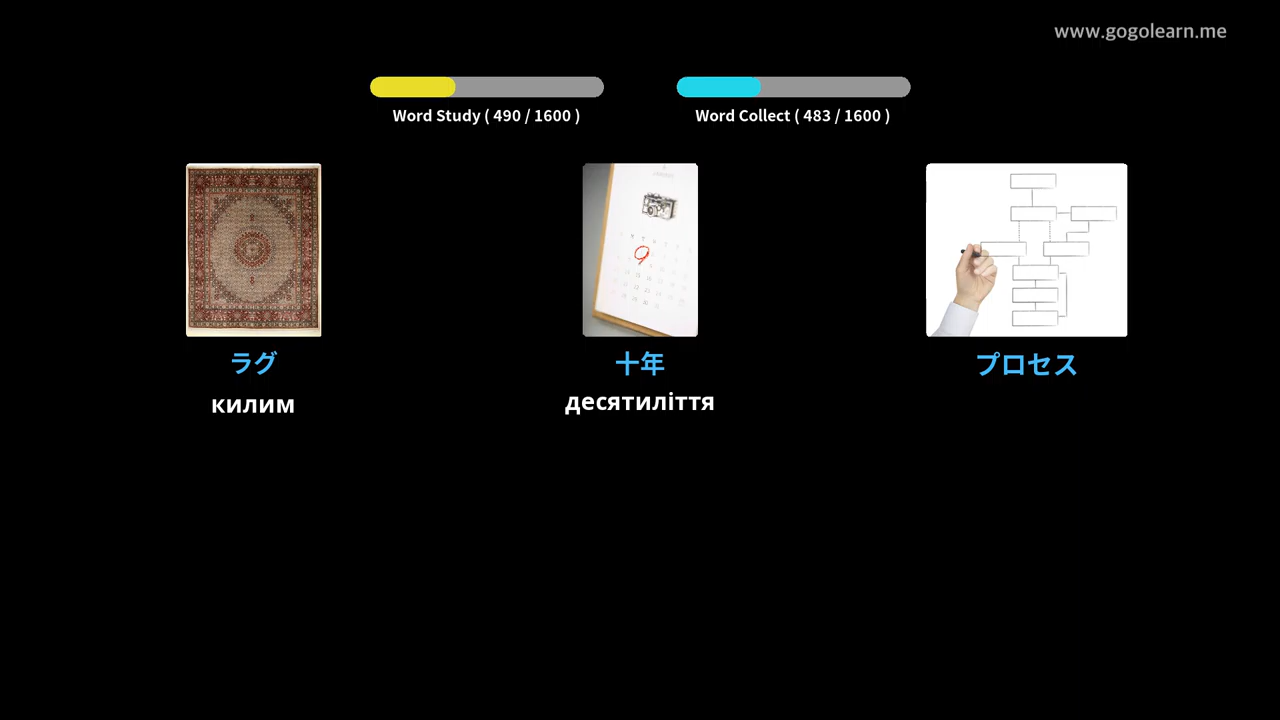 www.gogolearn.me
Word Study ( 490 / 1600 )
Word Collect ( 483 / 1600 )
ラグ
килим
十年
десятиліття
プロセス